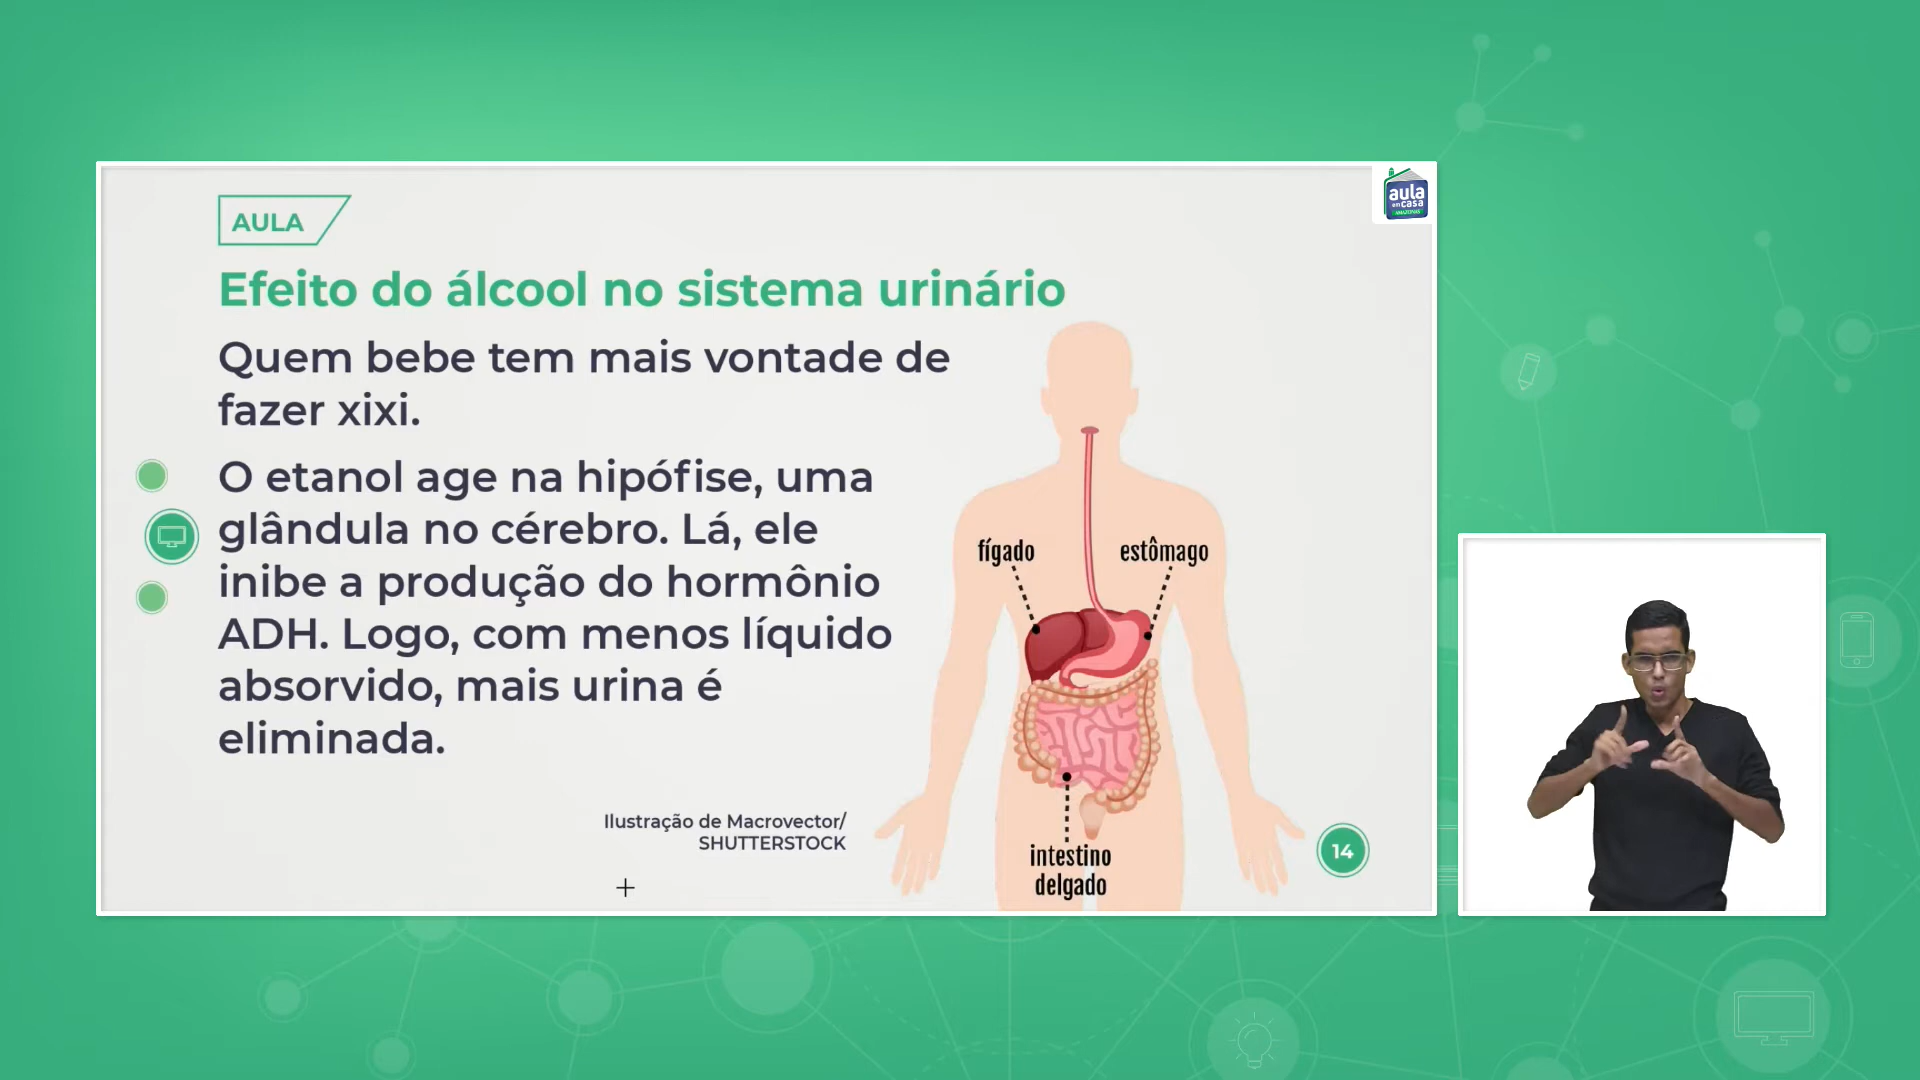 aula
em casa
AMAZONAS
AULA
Efeito do álcool no sistema urinário
Quem bebe tem mais vontade de
fazer xixi.
O etanol age na hipófise, uma
glândula no cérebro. Lá, ele
inibe a produção do hormônio
ADH. Logo, com menos líquido
absorvido, mais urina é
eliminada.
fígado
estômago
intestino
delgado
Ilustração de Macrovector/
SHUTTERSTOCK
14